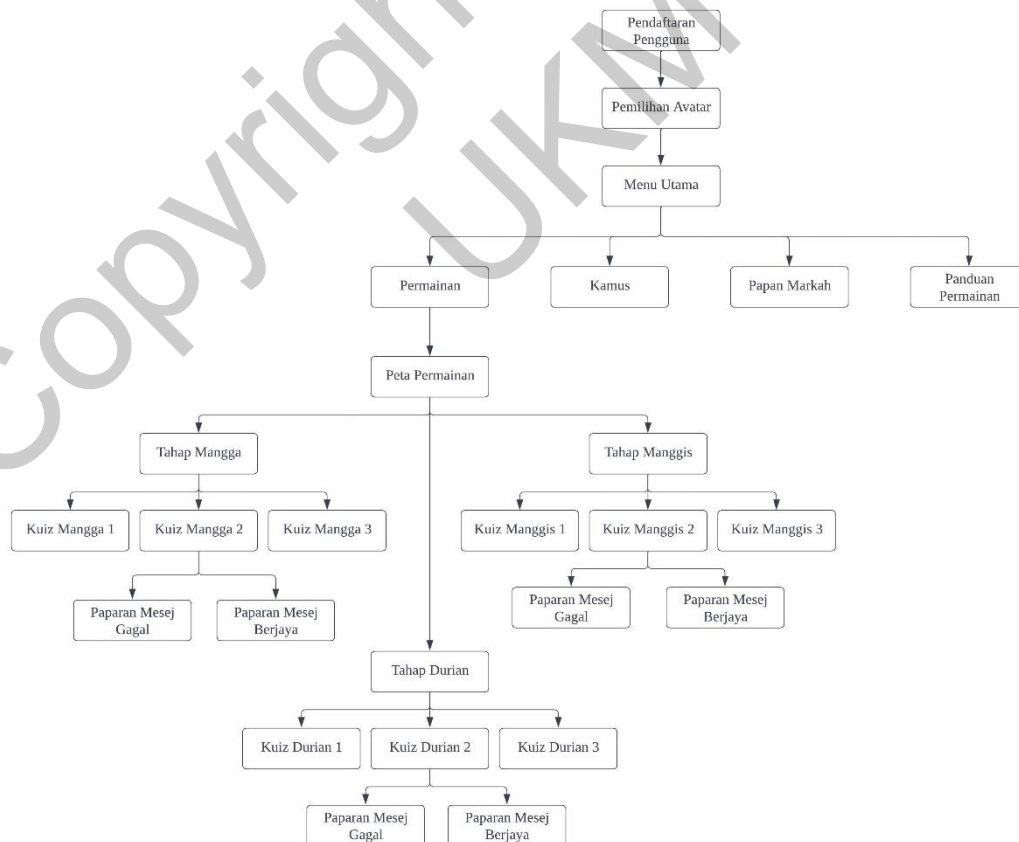 Pendaftaran
Pengguna
Pemilihan Avatar
Menu Utama
Permainan
Kamus
Papan Markah
Panduan
Permainan
Peta Permainan
Tahap Mangga
Tahap Manggis
Kuiz Mangga 1
Kuiz Mangga 2
Kuiz Mangga 3
Kuiz Manggis 1
Kuiz Manggis 2
Kuiz Manggis 3
Paparan Mesej
Gagal
Paparan Mesej
Berjaya
Paparan Mesej
Gagal
Paparan Mesej
Berjaya
Tahap Durian
Kuiz Durian 1
Kuiz Durian 2
Kuiz Durian 3
Paparan Mesej
Gagal
Paparan Mesej
Berjaya
Copyrigh
UKM